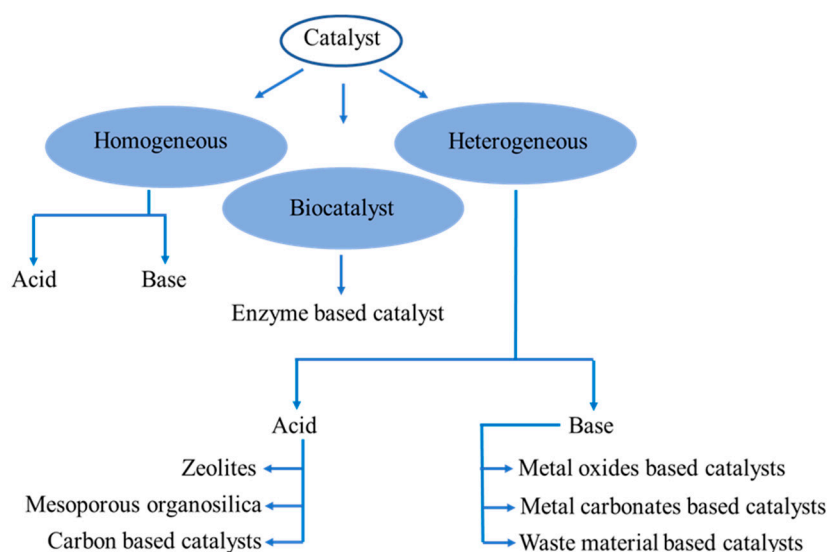 Catalyst
Homogeneous
Heterogeneous
Biocatalyst
Acid
Base
Enzyme based catalyst
Acid
Zeolites
Mesoporous organosilica
Carbon based catalysts
Base
Metal oxides based catalysts
Metal carbonates based catalysts
Waste material based catalysts